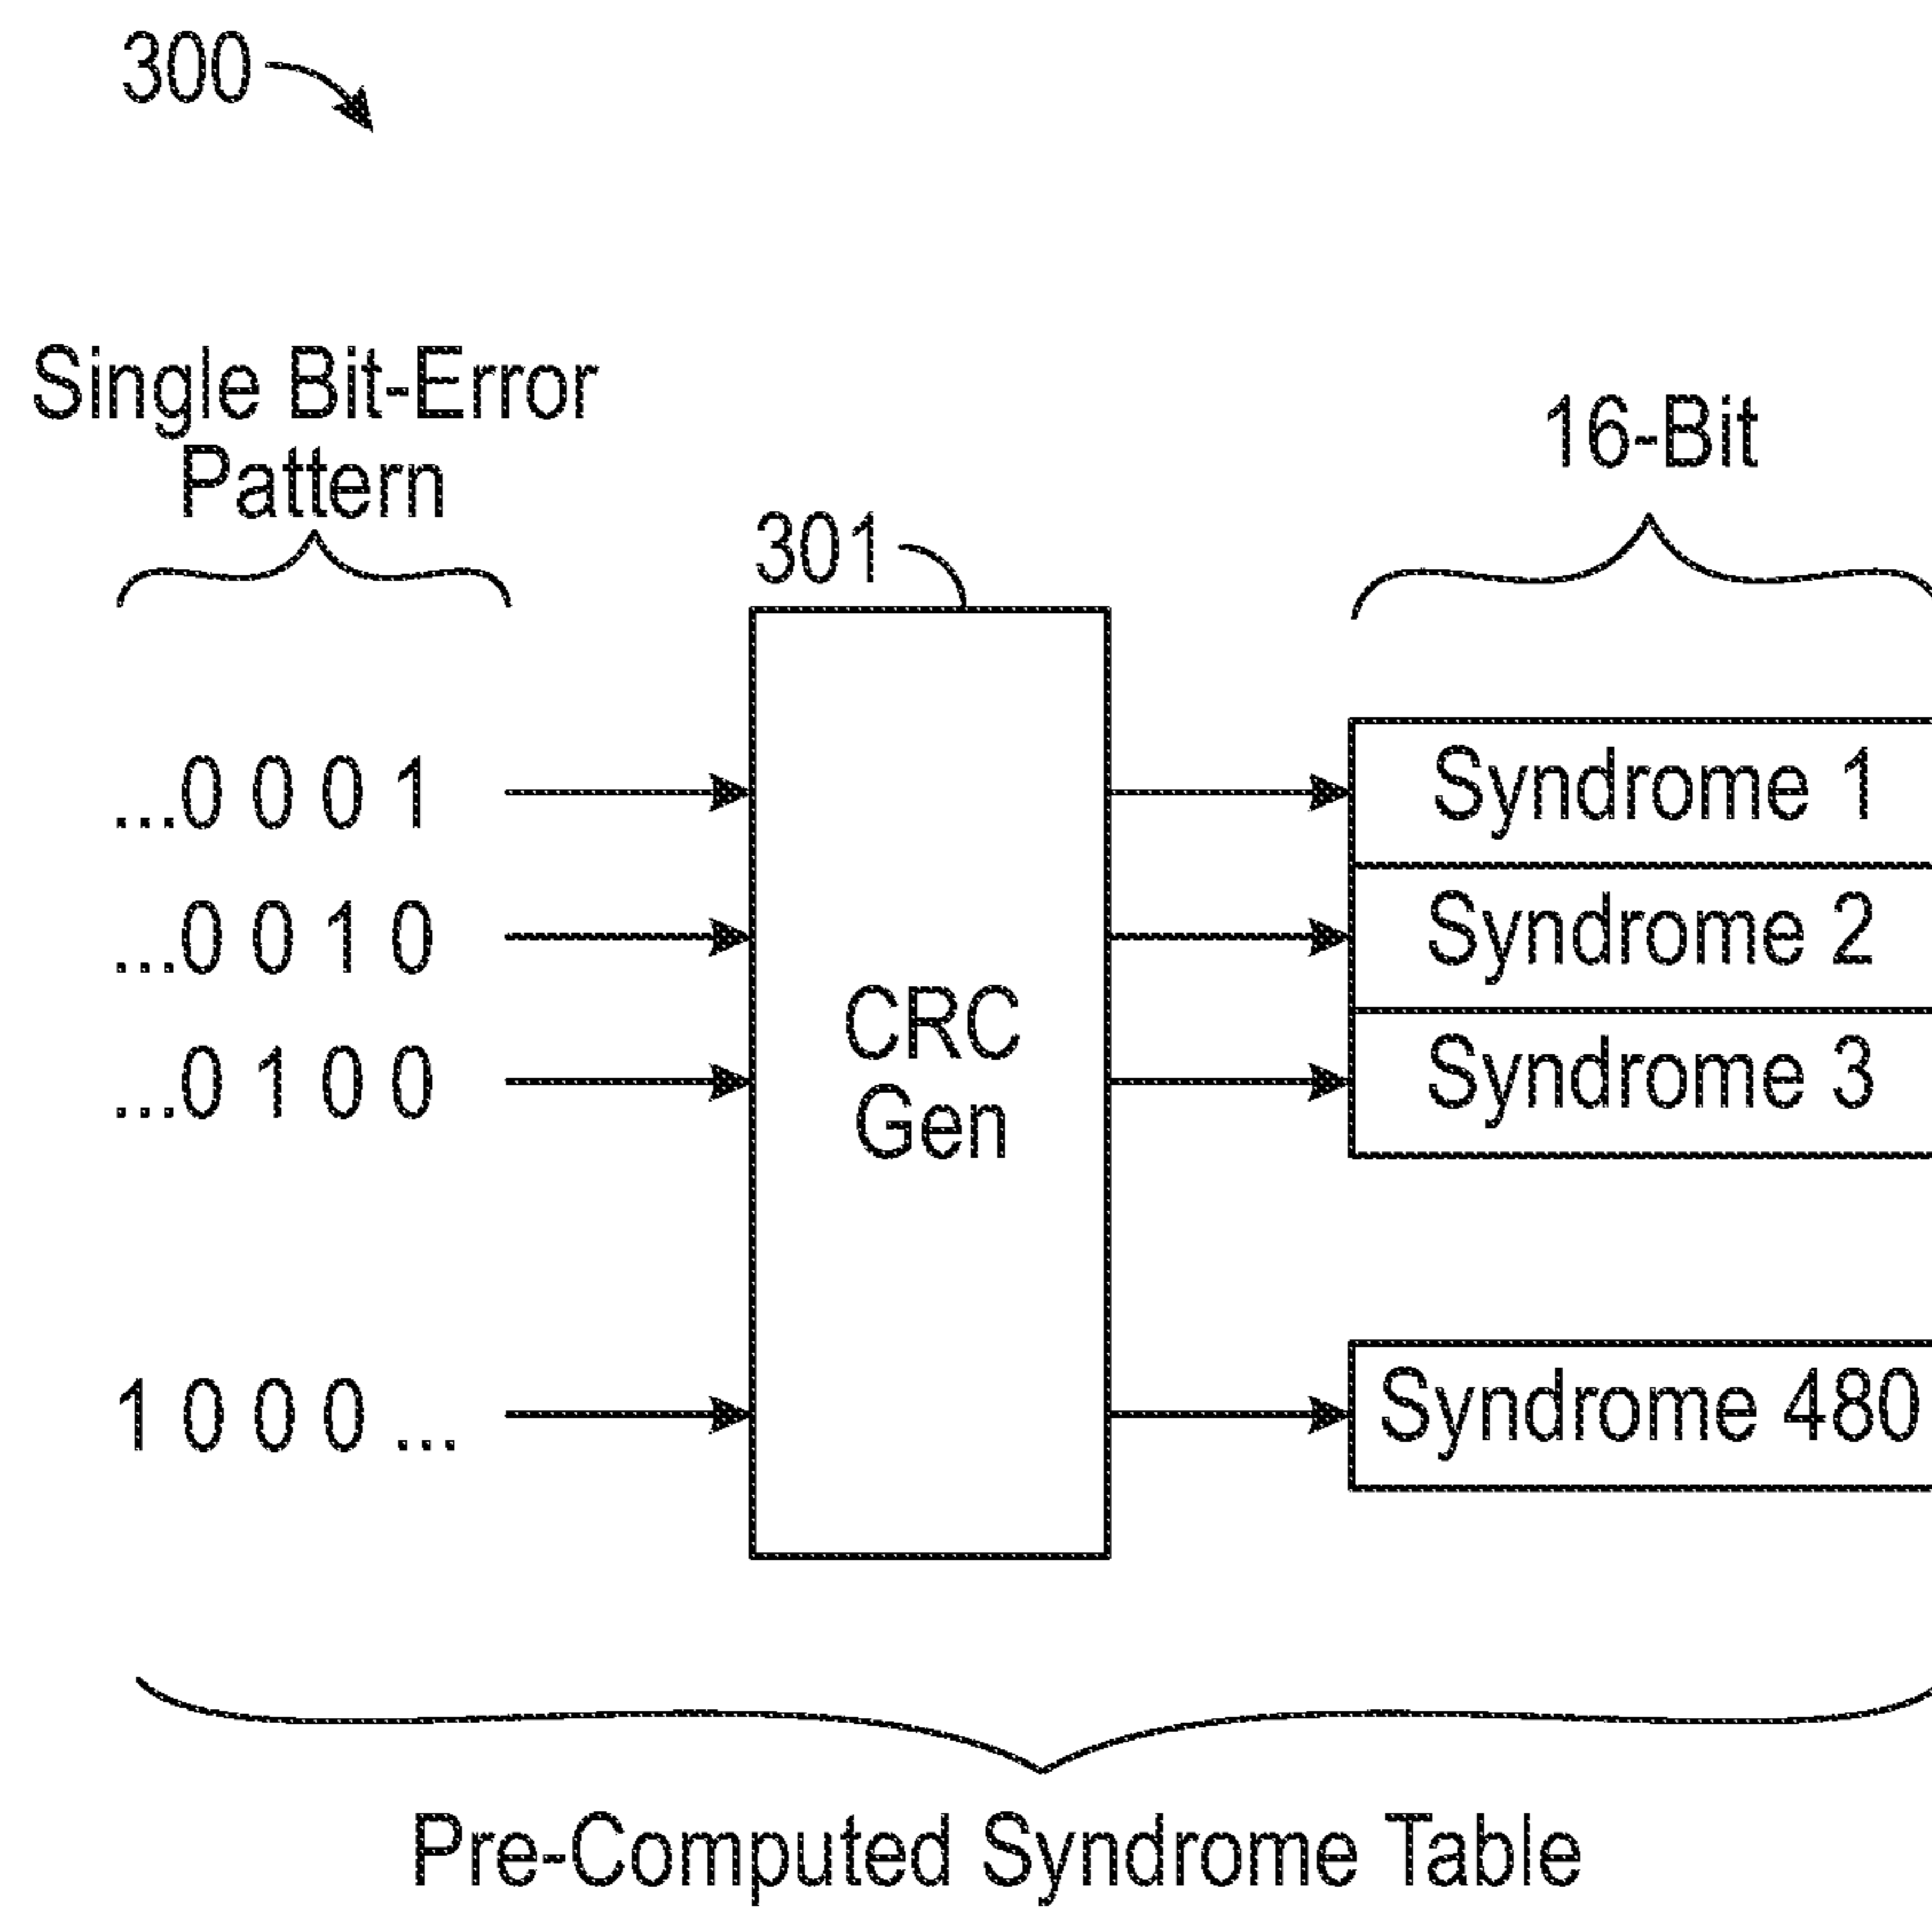 300
Single Bit-Error
Pattern
16-Bit
301
...0 0 0 1
Syndrome 1
...0 0 1 0
Syndrome 2
...0 1 0 0
Syndrome 3
CRC
Gen
1 0 0 0 ...
Syndrome 480
Pre-Computed Syndrome Table